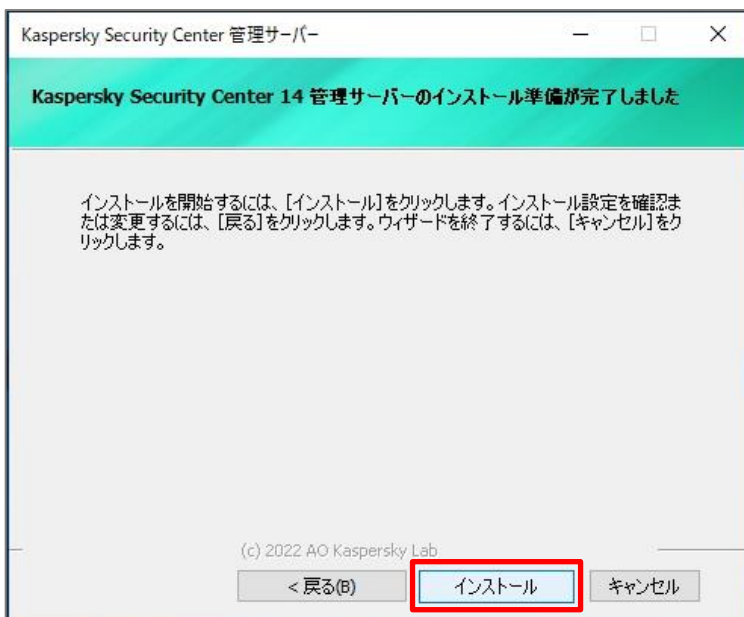 Kaspersky Security Center 管理サーバー
Kaspersky Security Center 14 管理サーバーのインストール準備が完了しました
インストールを開始するには、[インストール]をクリックします。インストール設定を確認ま
たは変更するには、[戻る]をクリックします。ウィザードを終了するには、[キャンセル]をク
リックします。
(c) 2022 AO Kaspersky Lab
< 戻る(B)
インストール
キャンセル